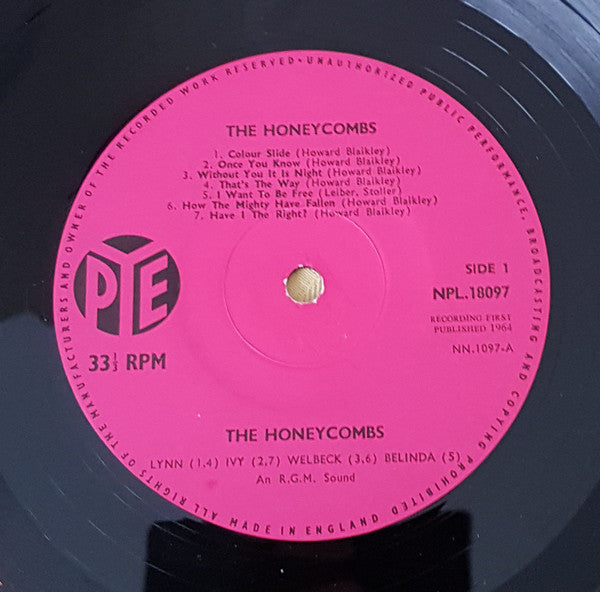 ALL RIGHTS OF THE MANUFACTURERS AND OWNER OF THE RECORDED WORK RESERVED·UNAUTHORIZED PUBLIC PERFORMANCE, BROADCASTING AND COPYING PROHIBITED
THE HONEYCOMBS
1. Colour Slide (Howard Blaikley)
2. Once You Know (Howard Blaikley)
3. Without You It Is Night (Howard Blaikley)
4. That's The Way (Howard Blaikley)
5. I Want To Be Free (Leiber, Stoller)
6. How The Mighty Have Fallen (Howard Blaikley)
7. Have I The Right? (Howard Blaikley)
PYE
33⅓ RPM
SIDE 1
NPL.18097
RECORDING FIRST
PUBLISHED 1964
NN.1097-A
THE HONEYCOMBS
LYNN (1,4) IVY (2,7) WELBECK (3,6) BELINDA (5)
An R.G.M. Sound
MADE IN ENGLAND